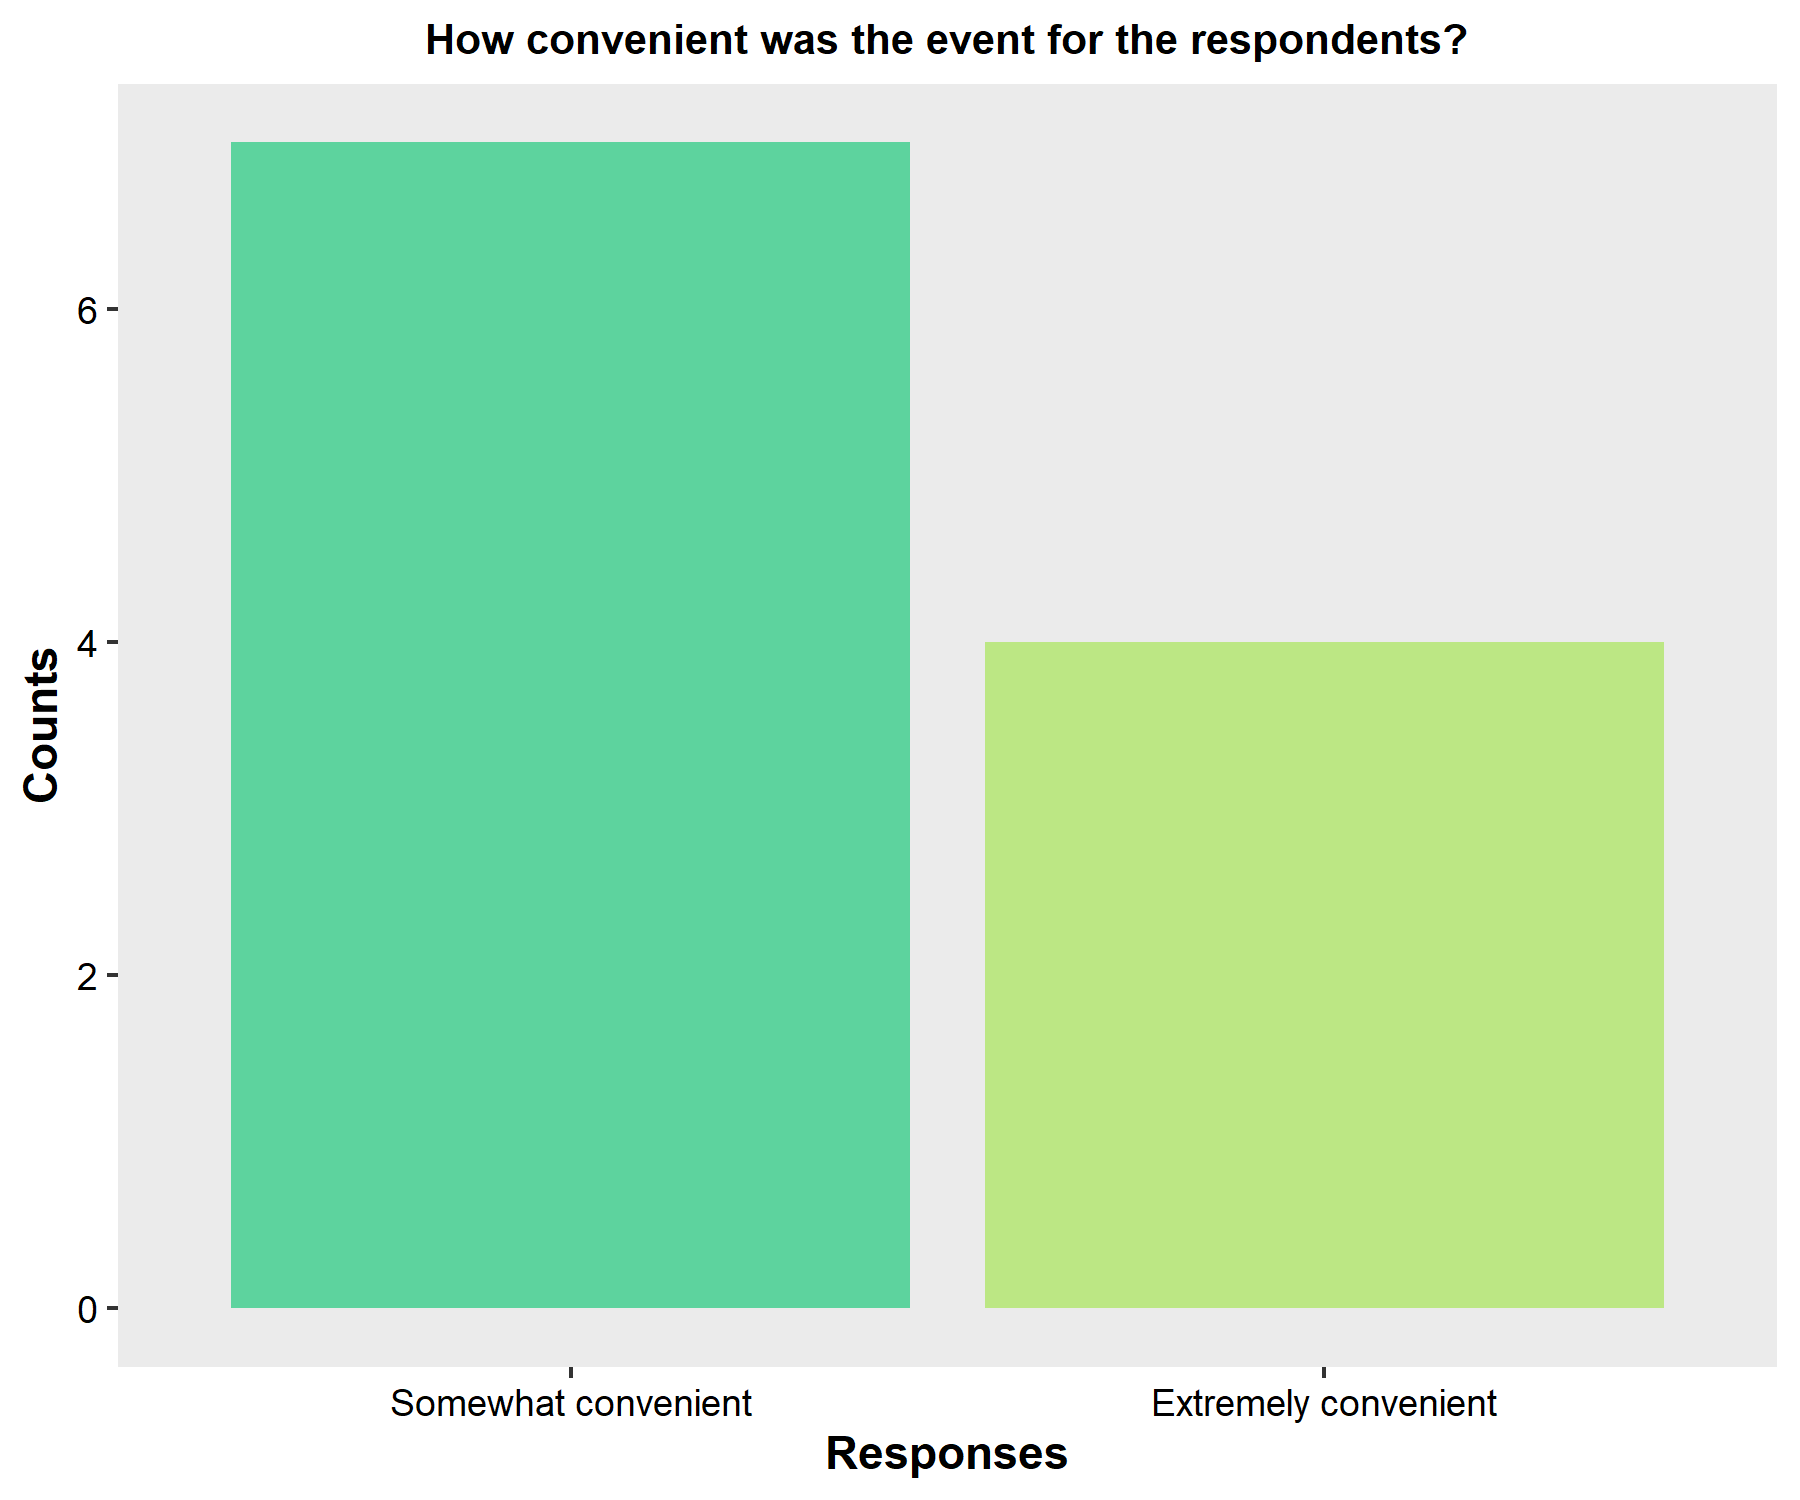 How convenient was the event for the respondents?
Counts
6
4
2
0
Somewhat convenient Extremely convenient
Responses